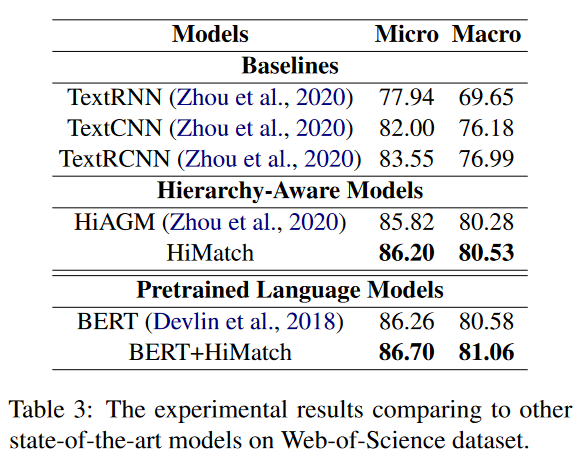 Models Micro Macro
Baselines
TextRNN (Zhou et al., 2020) 77.94 69.65
TextCNN (Zhou et al., 2020) 82.00 76.18
TextRCNN (Zhou et al., 2020) 83.55 76.99
Hierarchy-Aware Models
HiAGM (Zhou et al., 2020) 85.82 80.28
HiMatch 86.20 80.53
Pretrained Language Models
BERT (Devlin et al., 2018) 86.26 80.58
BERT+HiMatch 86.70 81.06
Table 3: The experimental results comparing to other
state-of-the-art models on Web-of-Science dataset.